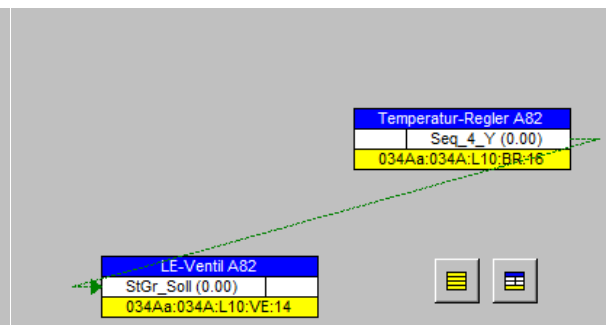 Temperatur-Regler A82
Seq_4_Y (0.00)
034Aa:034A:L10:BR:16
LE-Ventil A82
StGr_Soll (0.00)
034Aa:034A:L10:VE:14